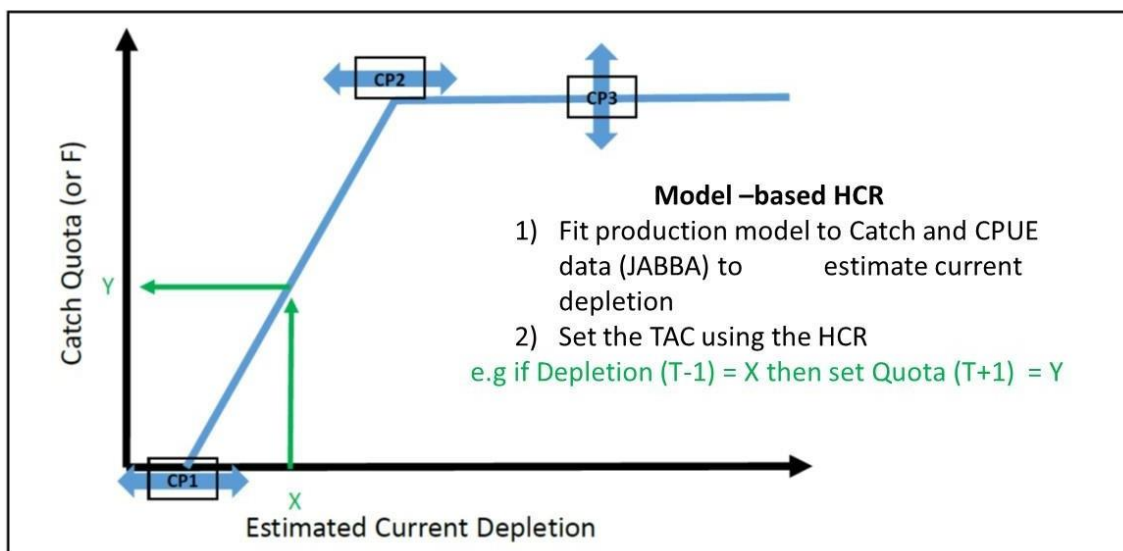 CP2
CP3
Catch Quota (or F)
Model –based HCR
1) Fit production model to Catch and CPUE
data (JABBA) to estimate current
depletion
2) Set the TAC using the HCR
e.g if Depletion (T-1) = X then set Quota (T+1) = Y
Y
CP1
X
Estimated Current Depletion